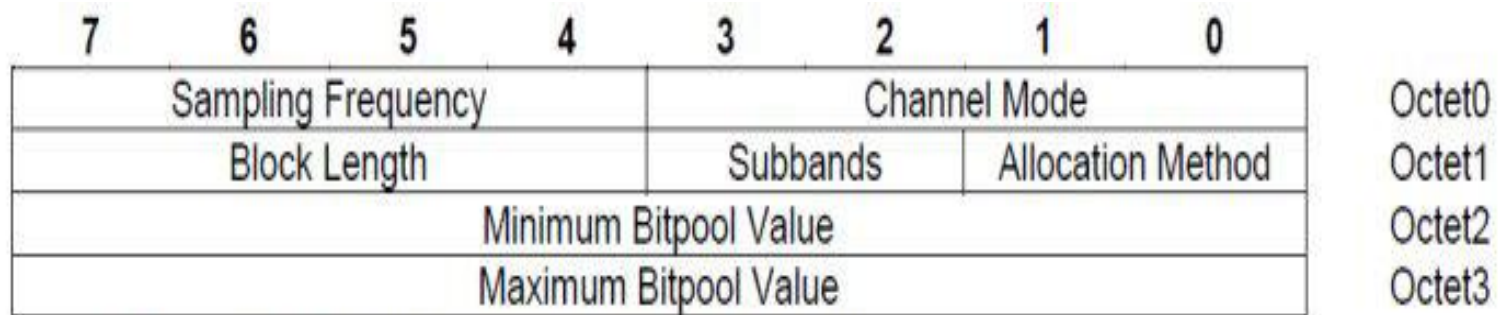 7 6 5 4 3 2 1 0
Sampling Frequency Channel Mode Octet0
Block Length Subbands Allocation Method Octet1
Minimum Bitpool Value Octet2
Maximum Bitpool Value Octet3